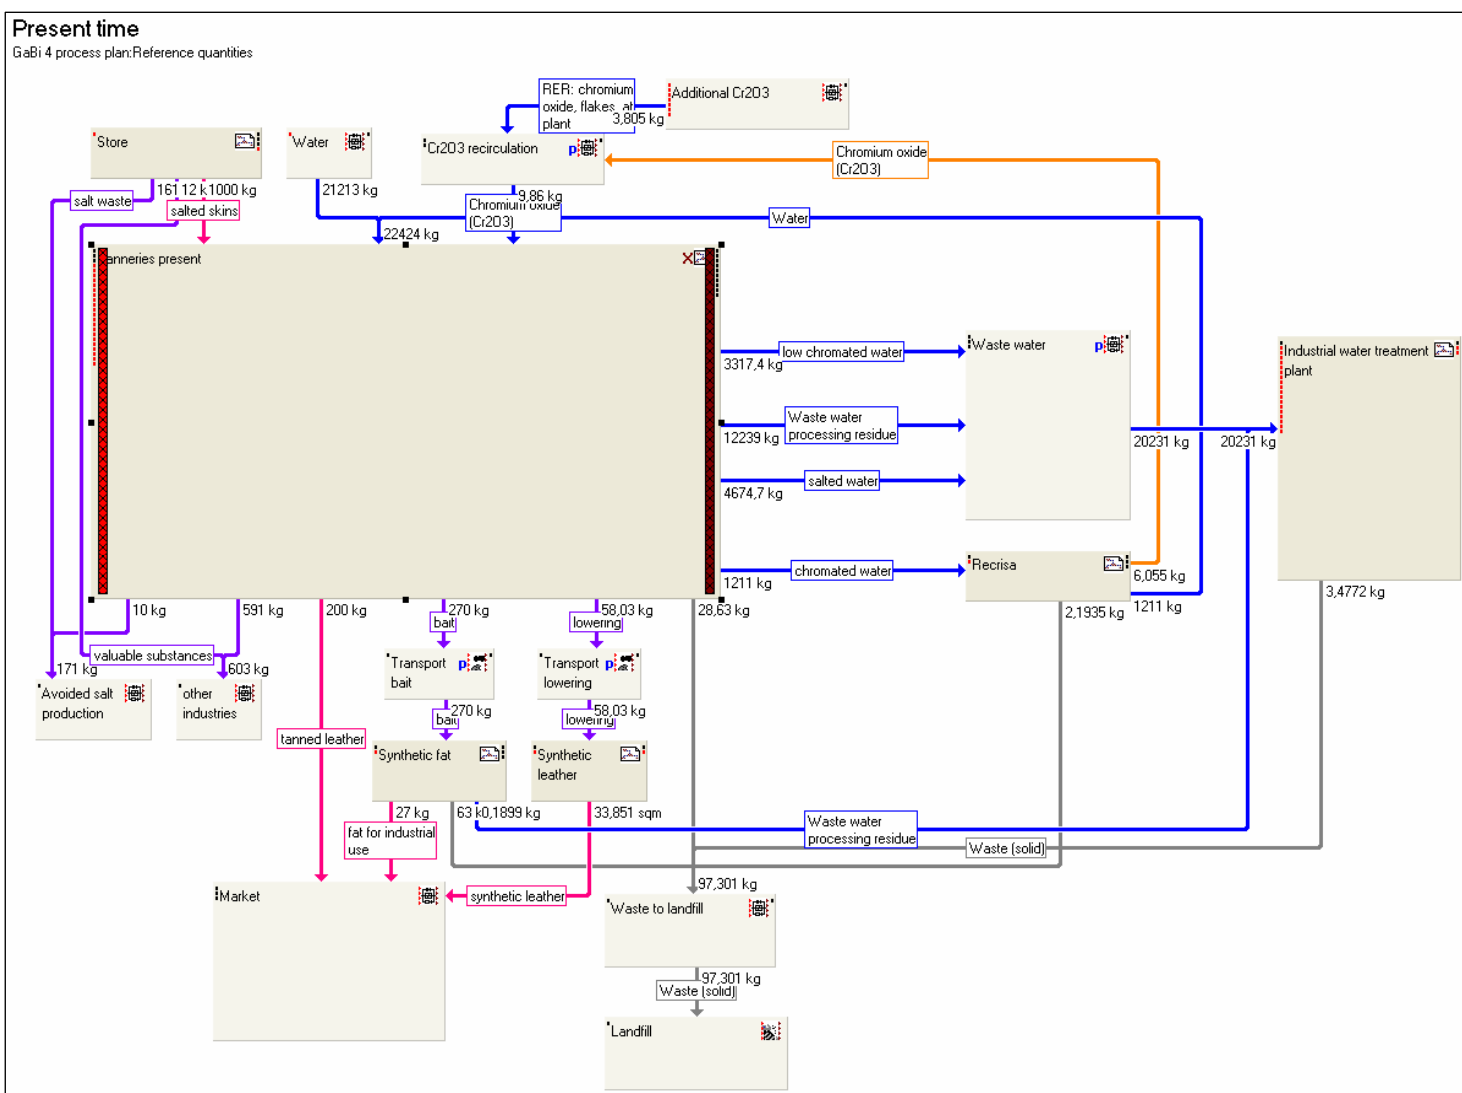 Present time
GaBi 4 process plan:Reference quantities
RER: chromium
oxide, flakes, at
plant
3,805 kg
Additional Cr2O3
Store
Water
Cr2O3 recirculation
p
Chromium oxide
(Cr2O3)
salt waste
161
12 k
1000 kg
salted skins
21213 kg
9,86 kg
Chromium oxide
(Cr2O3)
Water
22424 kg
anneries present
low chromated water
3317,4 kg
Waste water
p
Industrial water treatment
plant
Waste water
processing residue
12239 kg
20231 kg
20231 kg
salted water
4674,7 kg
chromated water
1211 kg
Recrisa
6,055 kg
1211 kg
2,1935 kg
3,4772 kg
10 kg
591 kg
200 kg
270 kg
58,03 kg
28,63 kg
bait
lowering
valuable substances
171 kg
603 kg
Transport
bait
p
Transport
lowering
p
Avoided salt
production
other
industries
270 kg
bait
58,03 kg
lowering
tanned leather
Synthetic fat
Synthetic
leather
27 kg
63 k
0,1899 kg
33,851 sqm
fat for industrial
use
Waste water
processing residue
Waste (solid)
Market
synthetic leather
97,301 kg
Waste to landfill
97,301 kg
Waste (solid)
Landfill